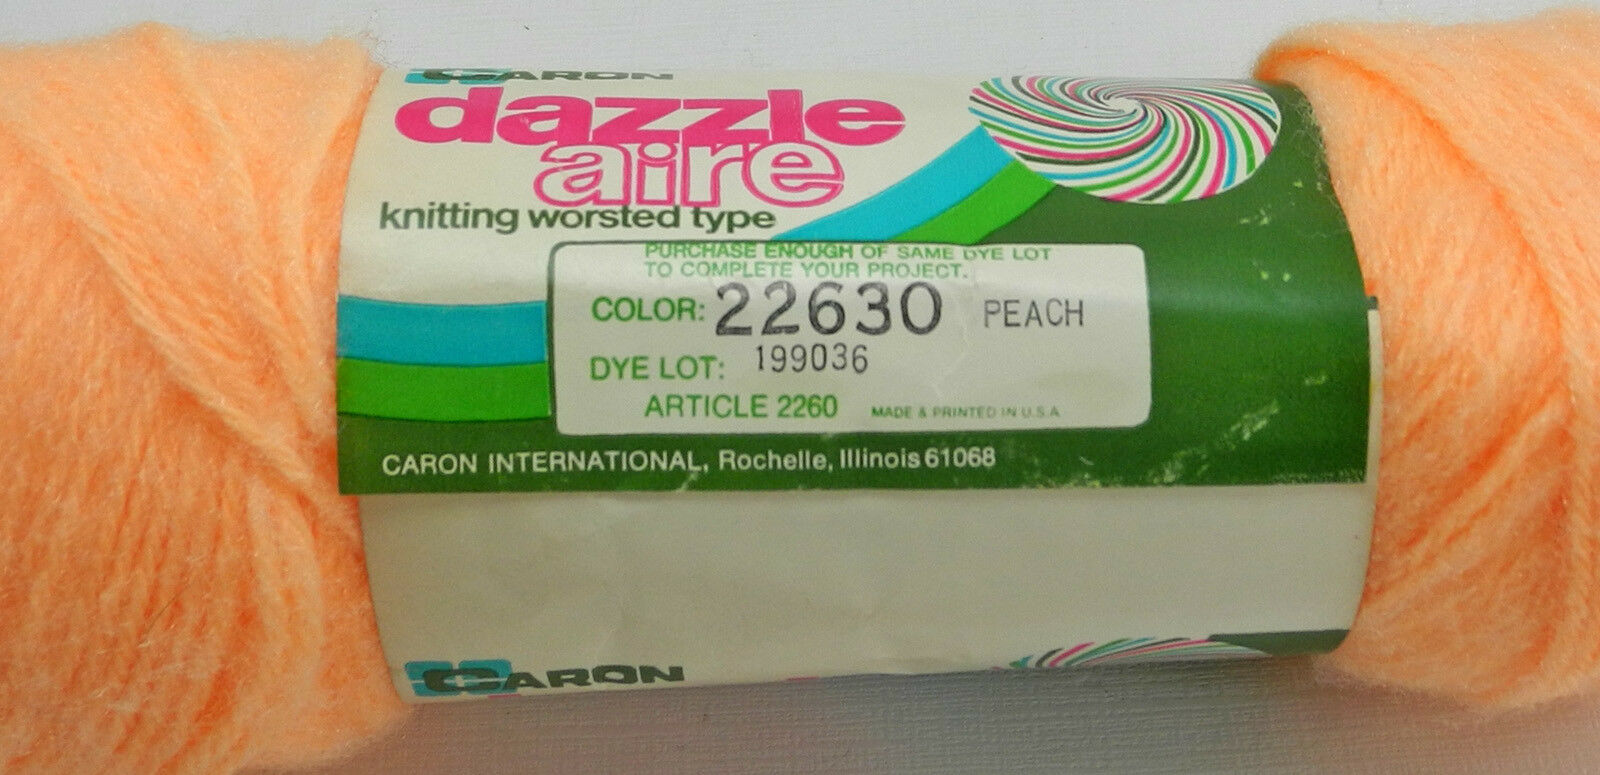 CARON
dazzle
aire
knitting worsted type
PURCHASE ENOUGH OF SAME DYE LOT
TO COMPLETE YOUR PROJECT.
COLOR: 22630 PEACH
DYE LOT: 199036
ARTICLE 2260 MADE & PRINTED IN U.S.A
CARON INTERNATIONAL, Rochelle, Illinois 61068
CARON